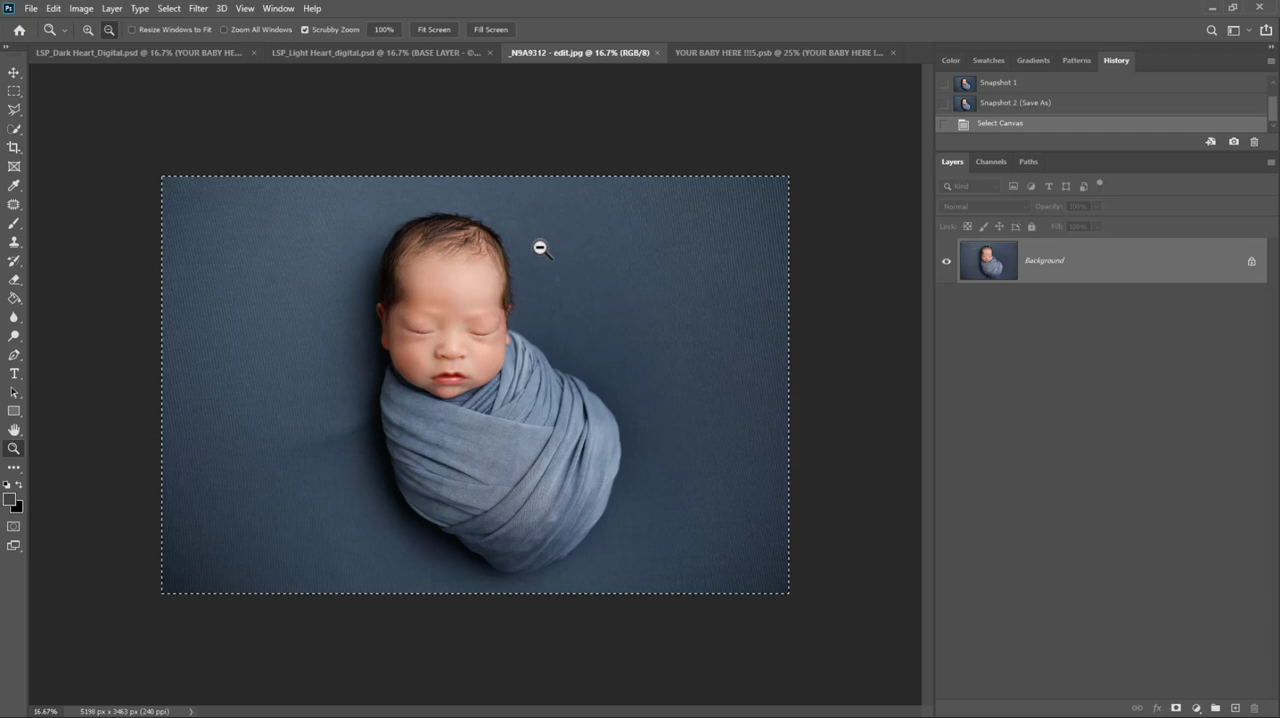 Ps File Edit Image Layer Type Select Filter 3D View Window Help
Resize Windows to Fit Zoom All Windows Scrubby Zoom 100% Fit Screen Fill Screen
LSP_Dark Heart_Digital.psd @ 16.7% (YOUR BABY HE... × LSP_Light Heart_digital.psd @ 16.7% (BASE LAYER - ©... × _N9A9312 - edit.jpg @ 16.7% (RGB/8) × YOUR BABY HERE !!!5.psb @ 25% (YOUR BABY HERE !... ×
Color Swatches Gradients Patterns History
Snapshot 1
Snapshot 2 (Save As)
Select Canvas
Layers Channels Paths
Kind
Normal Opacity: 100%
Lock: Fill: 100%
Background
16.67% 5198 px x 3463 px (240 ppi)